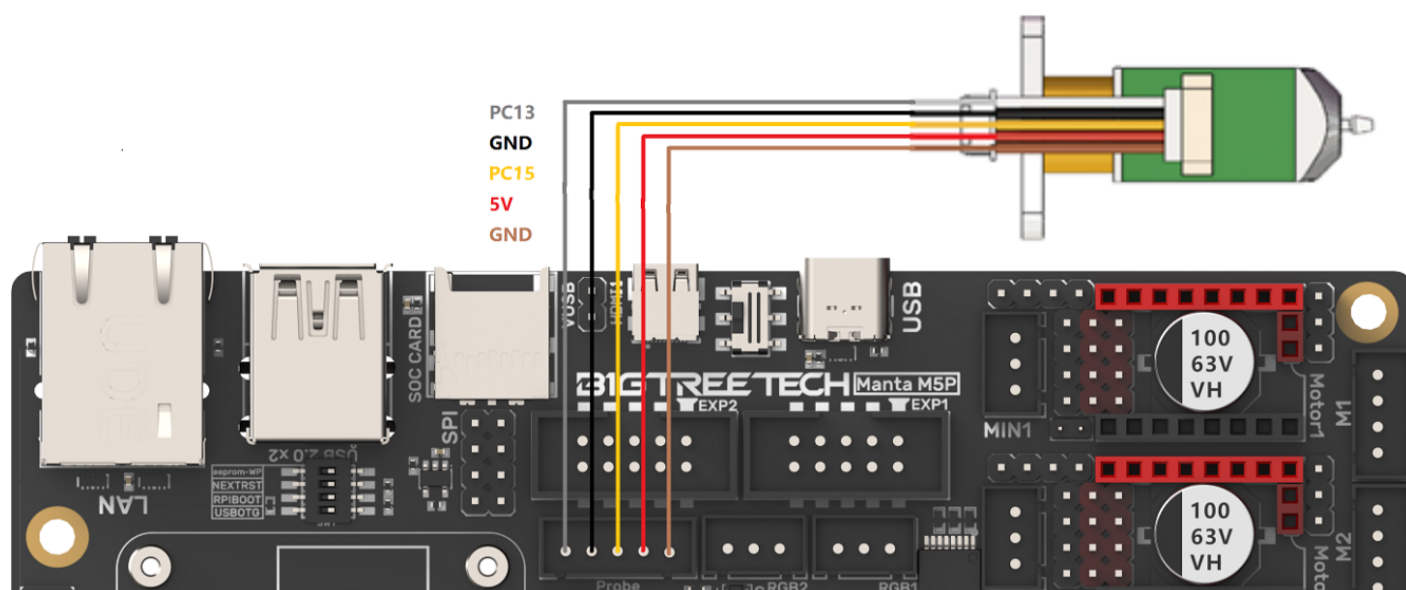 PC13
GND
PC15
5V
GND
VUSB
USB
SOC CARD
BIGTREETECH Manta M5P
EXP2
EXP1
SPI
MIN1
100
63V
VH
Motor1
M1
USB 2.0 x2
eeprom-WP
NEXTRST
RPIBOOT
USBOTG
LAN
100
63V
VH
M2
Probe
RGB2
RGB1